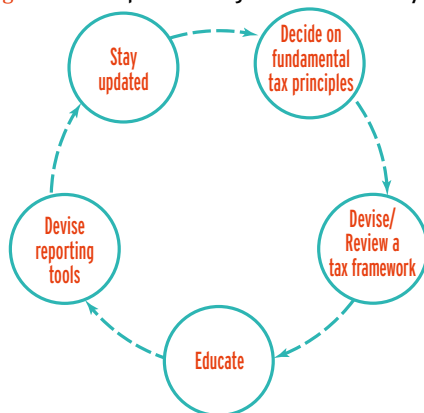 Stay
updated
Decide on
fundamental
tax principles
Devise/
Review a
tax framework
Educate
Devise
reporting
tools